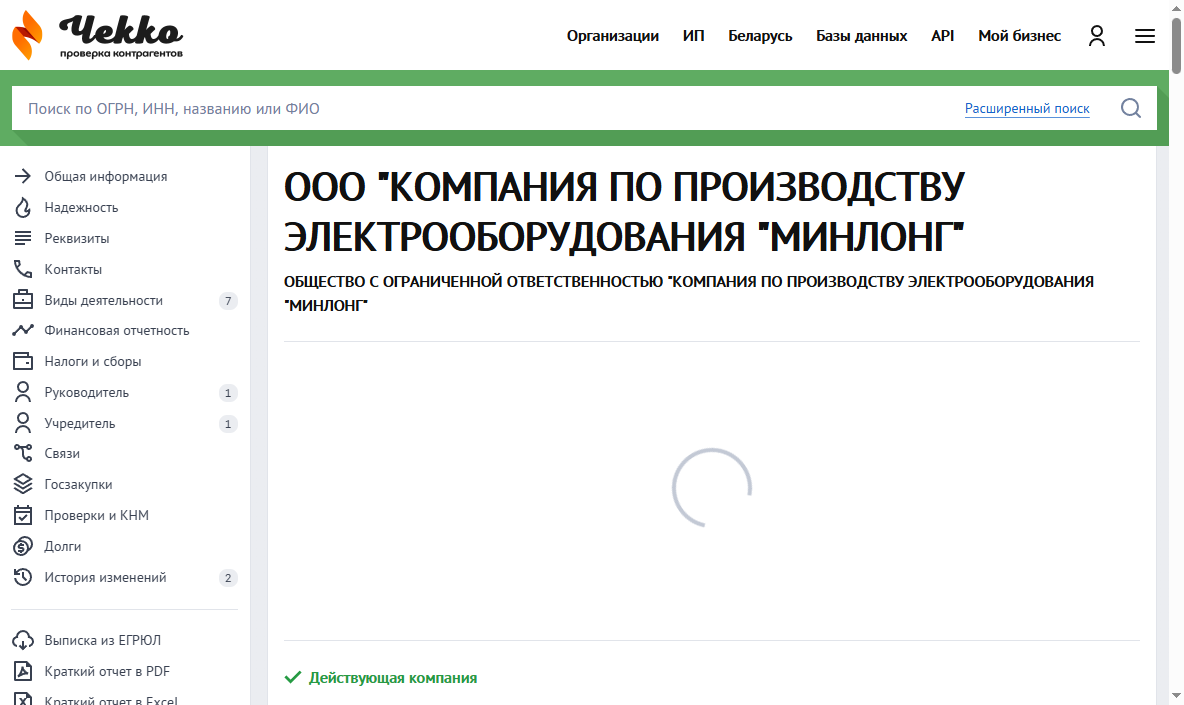 Чекко
проверка контрагентов
Организации ИП Беларусь Базы данных API Мой бизнес
Поиск по ОГРН, ИНН, названию или ФИО Расширенный поиск
Общая информация
Надежность
Реквизиты
Контакты
Виды деятельности 7
Финансовая отчетность
Налоги и сборы
Руководитель 1
Учредитель 1
Связи
Госзакупки
Проверки и КНМ
Долги
История изменений 2
Выписка из ЕГРЮЛ
Краткий отчет в PDF
Краткий отчет в Excel
ООО "КОМПАНИЯ ПО ПРОИЗВОДСТВУ
ЭЛЕКТРООБОРУДОВАНИЯ "МИНЛОНГ"
ОБЩЕСТВО С ОГРАНИЧЕННОЙ ОТВЕТСТВЕННОСТЬЮ "КОМПАНИЯ ПО ПРОИЗВОДСТВУ ЭЛЕКТРООБОРУДОВАНИЯ
"МИНЛОНГ"
Действующая компания